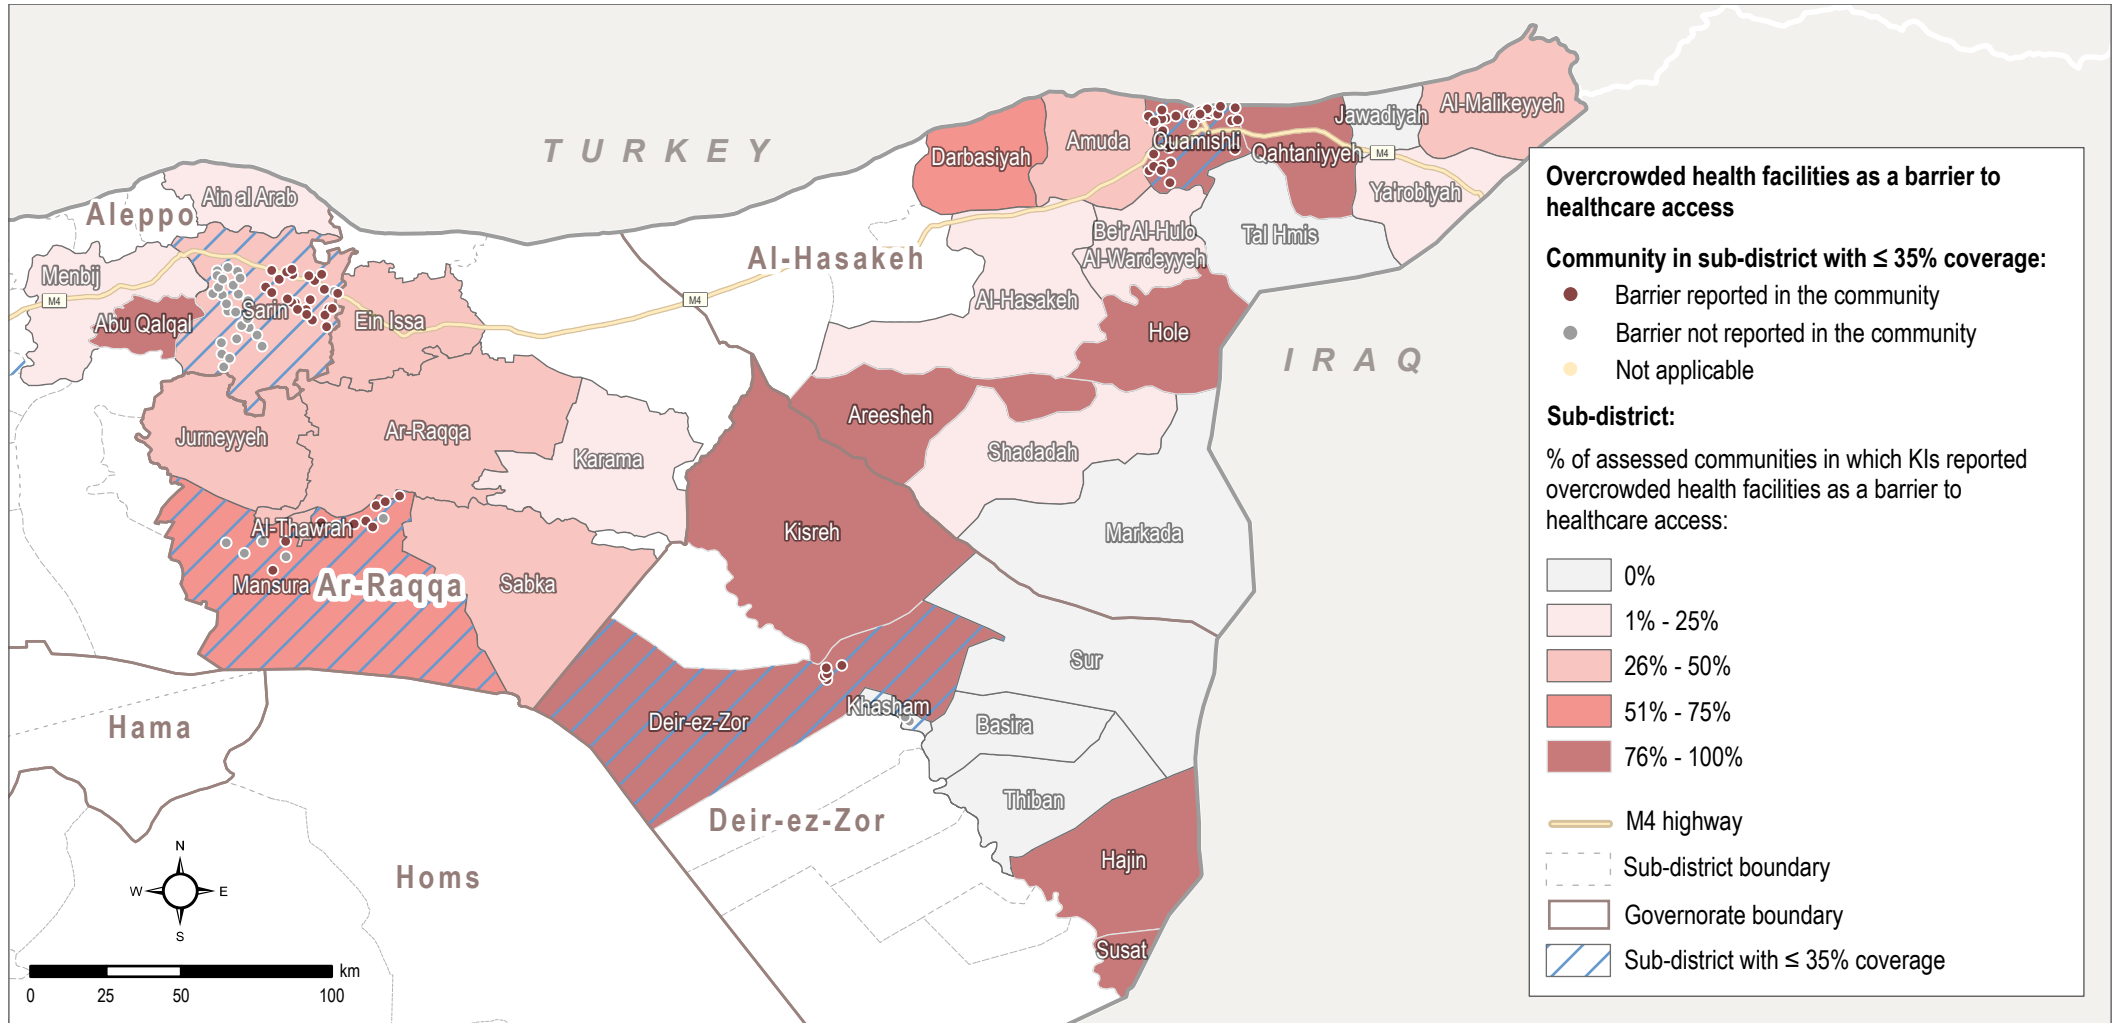 TURKEY
IRAQ
Aleppo
Al-Hasakeh
Ar-Raqqa
Deir-ez-Zor
Hama
Homs
Ain al Arab
Menbij
M4
Abu Qalqal
Sarin
Ein Issa
Jurneyyeh
Ar-Raqqa
Karama
Al-Thawrah
Mansura
Sabka
Darbasiyah
Amuda
Quamishli
Qahtaniyyeh
Jawadiyah
Al-Malikeyyeh
M4
Ya'robiyah
Tal Hmis
Be'r Al-Hulo
Al-Wardeyyeh
Al-Hasakeh
M4
Hole
Areesheh
Shadadah
Markada
Kisreh
Deir-ez-Zor
Khasham
Sur
Basira
Thiban
Hajin
Susat
N
W
E
S
km
0
25
50
100
Overcrowded health facilities as a barrier to
healthcare access
Community in sub-district with ≤ 35% coverage:
Barrier reported in the community
Barrier not reported in the community
Not applicable
Sub-district:
% of assessed communities in which KIs reported
overcrowded health facilities as a barrier to
healthcare access:
0%
1% - 25%
26% - 50%
51% - 75%
76% - 100%
M4 highway
Sub-district boundary
Governorate boundary
Sub-district with ≤ 35% coverage